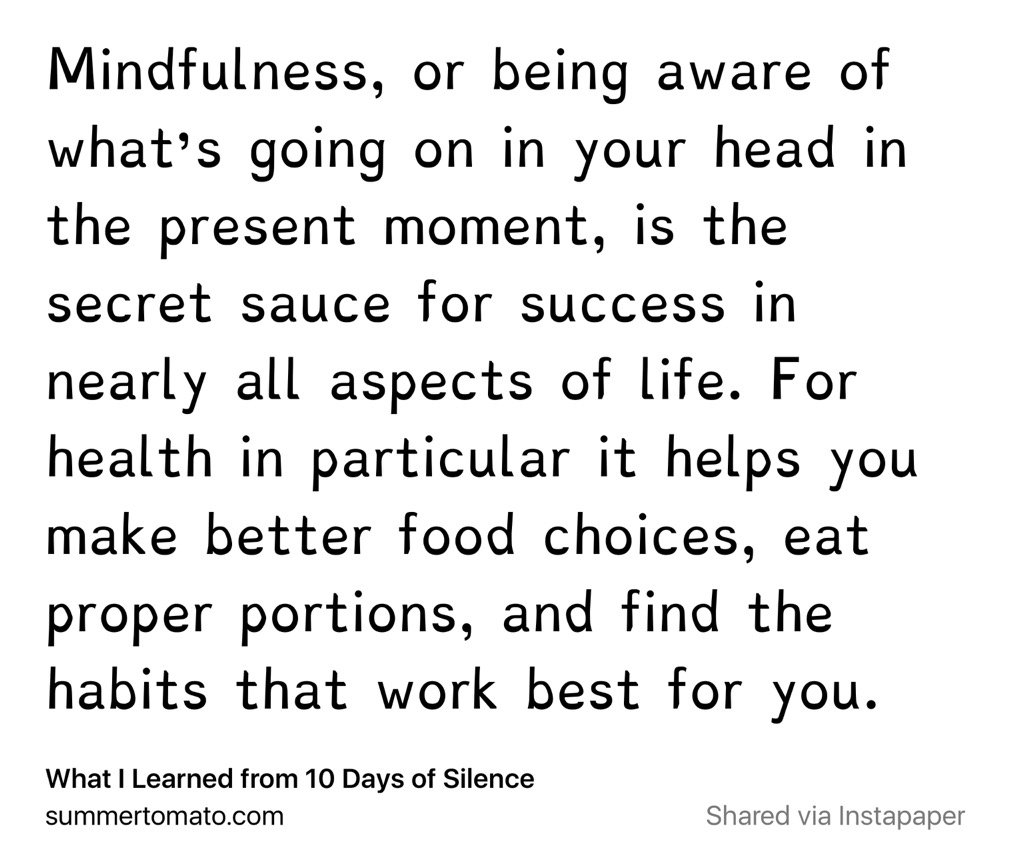 Mindfulness, or being aware of
what's going on in your head in
the present moment, is the
secret sauce for success in
nearly all aspects of life. For
health in particular it helps you
make better food choices, eat
proper portions, and find the
habits that work best for you.
What I Learned from 10 Days of Silence
summertomato.com
Shared via Instapaper